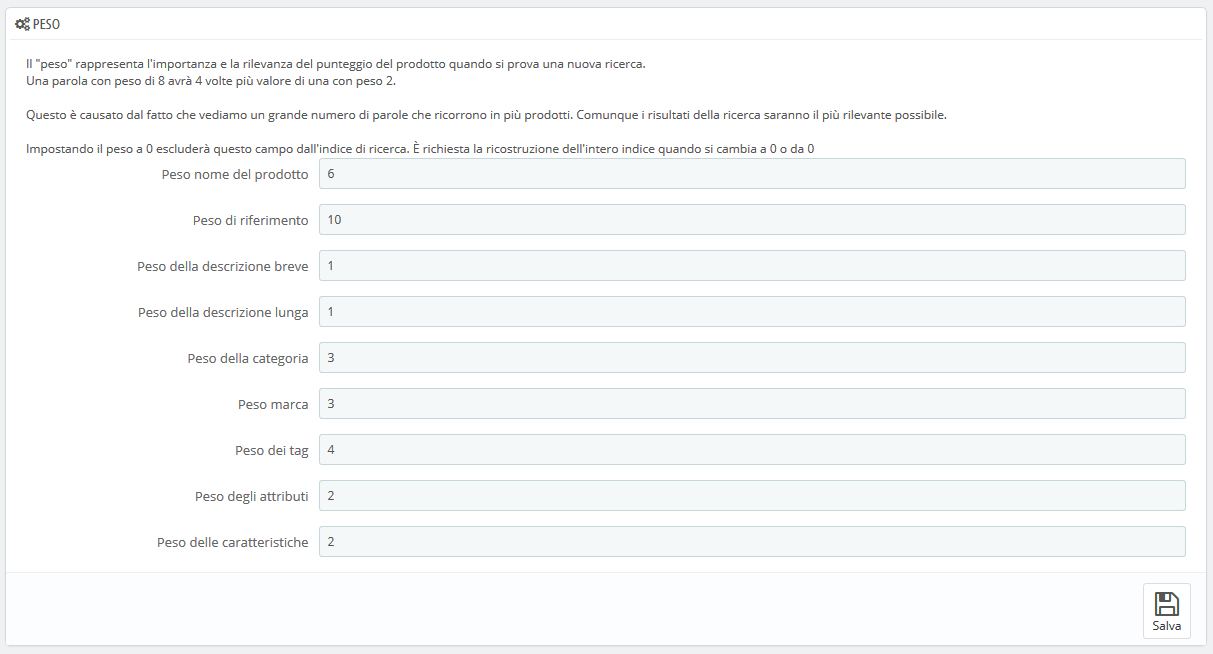 PESO
Il "peso" rappresenta l'importanza e la rilevanza del punteggio del prodotto quando si prova una nuova ricerca.
Una parola con peso di 8 avrà 4 volte più valore di una con peso 2.
Questo è causato dal fatto che vediamo un grande numero di parole che ricorrono in più prodotti. Comunque i risultati della ricerca saranno il più rilevante possibile.
Impostando il peso a 0 escluderà questo campo dall'indice di ricerca. È richiesta la ricostruzione dell'intero indice quando si cambia a 0 o da 0
Peso nome del prodotto 6
Peso di riferimento 10
Peso della descrizione breve 1
Peso della descrizione lunga 1
Peso della categoria 3
Peso marca 3
Peso dei tag 4
Peso degli attributi 2
Peso delle caratteristiche 2
Salva